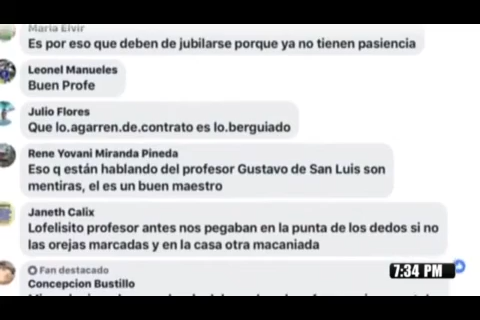 Maria Elvir
Es por eso que deben de jubilarse porque ya no tienen pasiencia
Leonel Manueles
Buen Profe
Julio Flores
Que lo.agarren.de.contrato es lo.berguiado
Rene Yovani Miranda Pineda
Eso q están hablando del profesor Gustavo de San Luis son
mentiras, el es un buen maestro
Janeth Calix
Lofelisito profesor antes nos pegaban en la punta de los dedos si no
las orejas marcadas y en la casa otra macaniada
Fan destacado
Concepcion Bustillo
7:34 PM